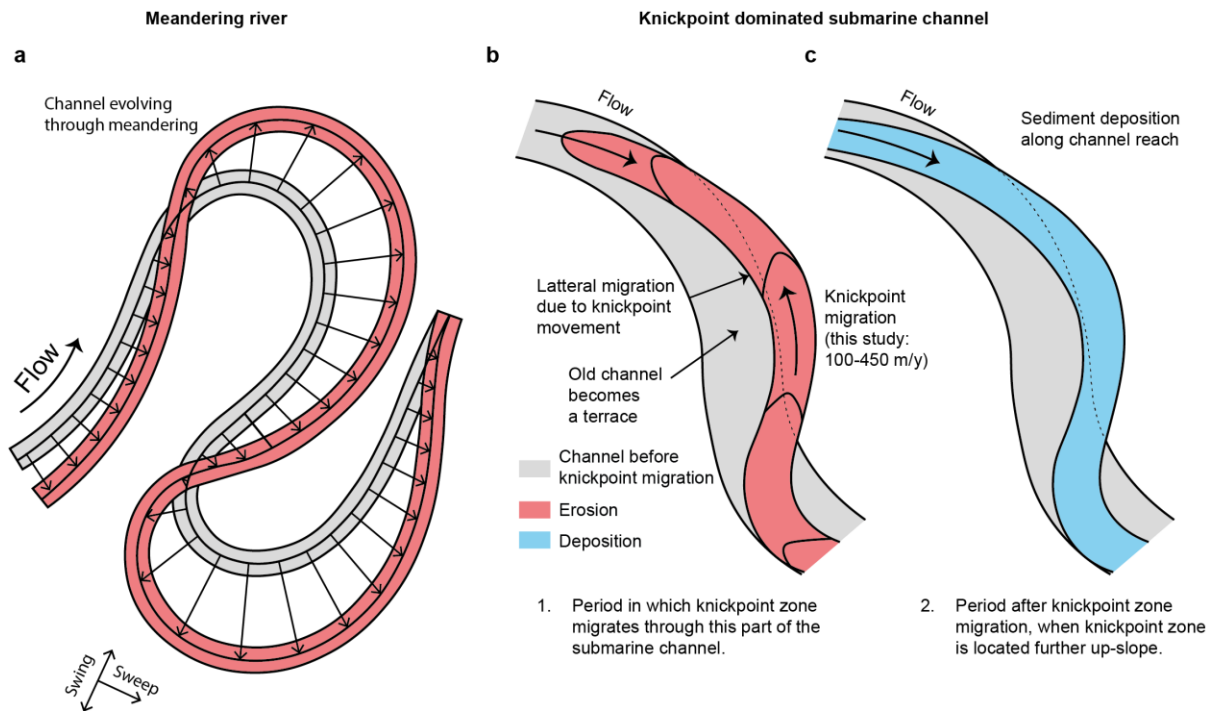 Meandering river
Knickpoint dominated submarine channel
a
Channel evolving
through meandering
Flow
Swing
Sweep
b
Flow
Latteral migration
due to knickpoint
movement
Old channel
becomes
a terrace
Knickpoint
migration
(this study:
100-450 m/y)
Channel before
knickpoint migration
Erosion
Deposition
1. Period in which knickpoint zone
migrates through this part of the
submarine channel.
c
Flow
Sediment deposition
along channel reach
2. Period after knickpoint zone
migration, when knickpoint zone
is located further up-slope.